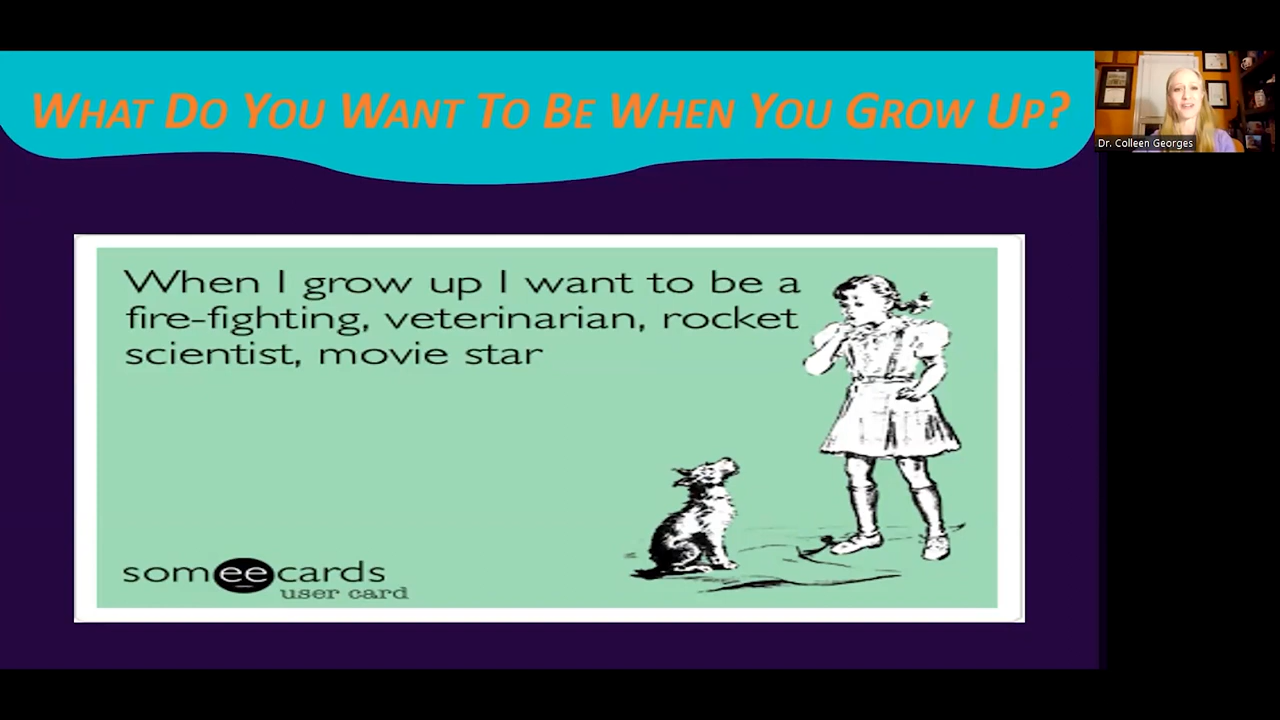 WHAT DO YOU WANT TO BE WHEN YOU GROW UP?
Dr. Colleen Georges
When I grow up I want to be a
fire-fighting, veterinarian, rocket
scientist, movie star
someecards
user card